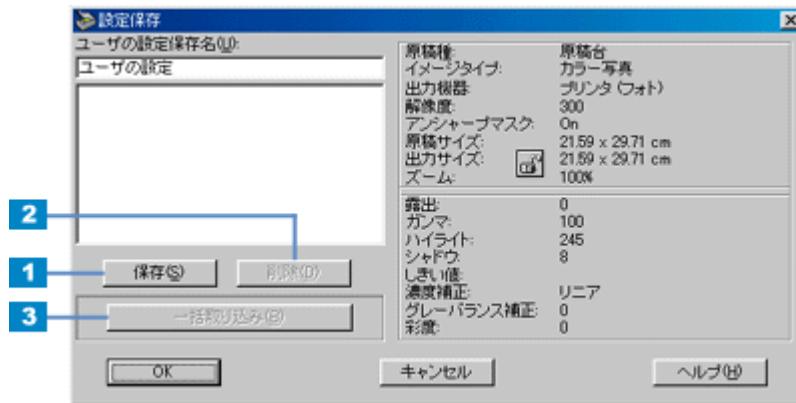 設定保存
ユーザの設定保存名(U):
ユーザの設定
2
1
保存(S)
削除(D)
3
一括取り込み(B)
原稿種: 原稿台
イメージタイプ: カラー写真
出力機器: プリンタ (フォト)
解像度: 300
アンシャープマスク: On
原稿サイズ: 21.59 x 29.71 cm
出力サイズ: 21.59 x 29.71 cm
ズーム: 100%
露出: 0
ガンマ: 100
ハイライト: 245
シャドウ: 8
しきい値:
濃度補正: リニア
グレーバランス補正: 0
彩度: 0
OK
キャンセル
ヘルプ(H)